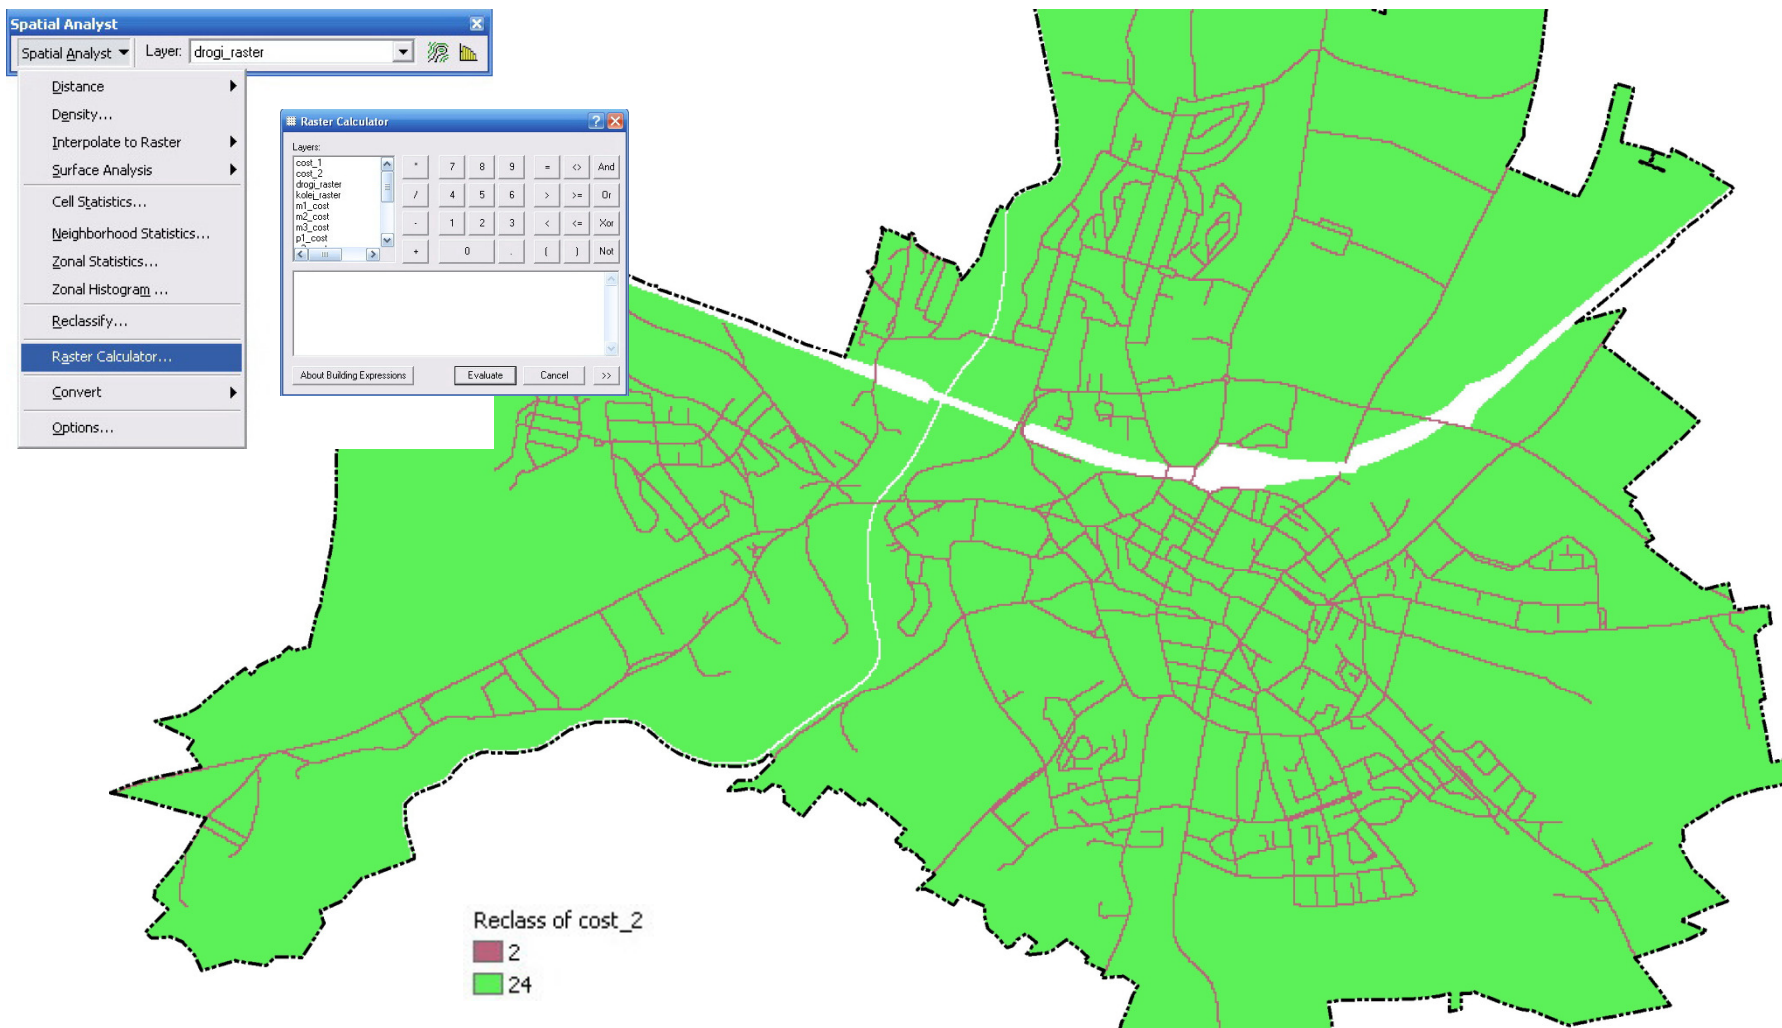 Spatial Analyst
Spatial Analyst Layer: drogi_raster
Distance
Density...
Interpolate to Raster
Surface Analysis
Cell Statistics...
Neighborhood Statistics...
Zonal Statistics...
Zonal Histogram ...
Reclassify...
Raster Calculator...
Convert
Options...
Raster Calculator
Layers:
cost_1
cost_2
drogi_raster
kolej_raster
m1_cost
m2_cost
m3_cost
p1_cost
* 7 8 9 = <> And
/ 4 5 6 > >= Or
- 1 2 3 < <= Xor
+ 0 . ( ) Not
About Building Expressions Evaluate Cancel >>
Reclass of cost_2
2
24